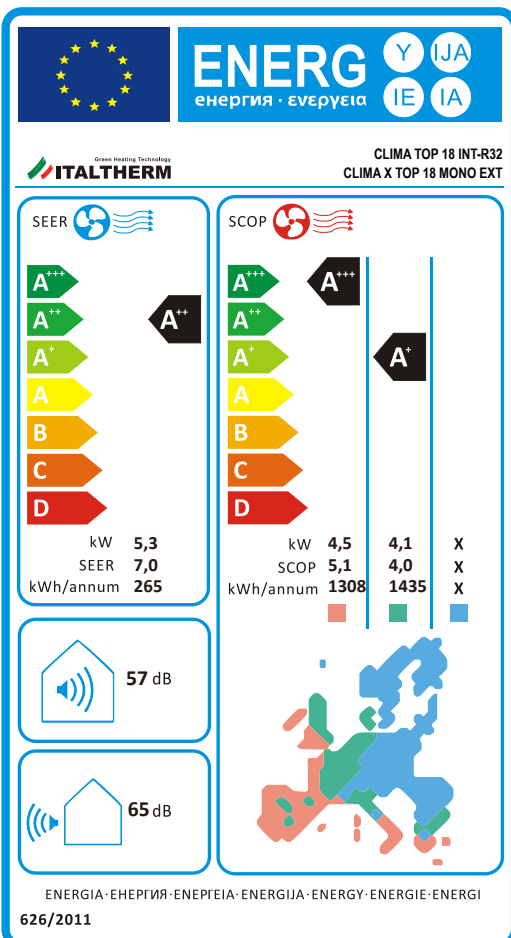 ENERG
енергия · ενεργεια
Y
IJA
IE
IA
Green Heating Technology
ITALTHERM
CLIMA TOP 18 INT-R32
CLIMA X TOP 18 MONO EXT
SEER
A+++
A++
A+
A
B
C
D
A++
kW 5,3
SEER 7,0
kWh/annum 265
SCOP
A+++
A++
A+
A
B
C
D
A+++
A+
kW 4,5 4,1 X
SCOP 5,1 4,0 X
kWh/annum 1308 1435 X
57 dB
65 dB
ENERGIA·ЕНЕРГИЯ·ΕΝΕΡΓΕΙΑ·ENERGIJA·ENERGY·ENERGIE·ENERGI
626/2011